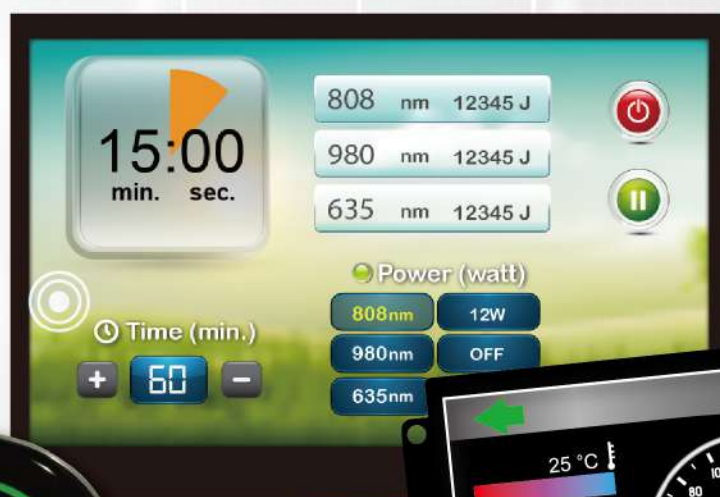 15:00
min. sec.
808 nm 12345 J
980 nm 12345 J
635 nm 12345 J
Power (watt)
808nm 12W
980nm OFF
635nm
Time (min.)
+ 60 −
25 °C
80